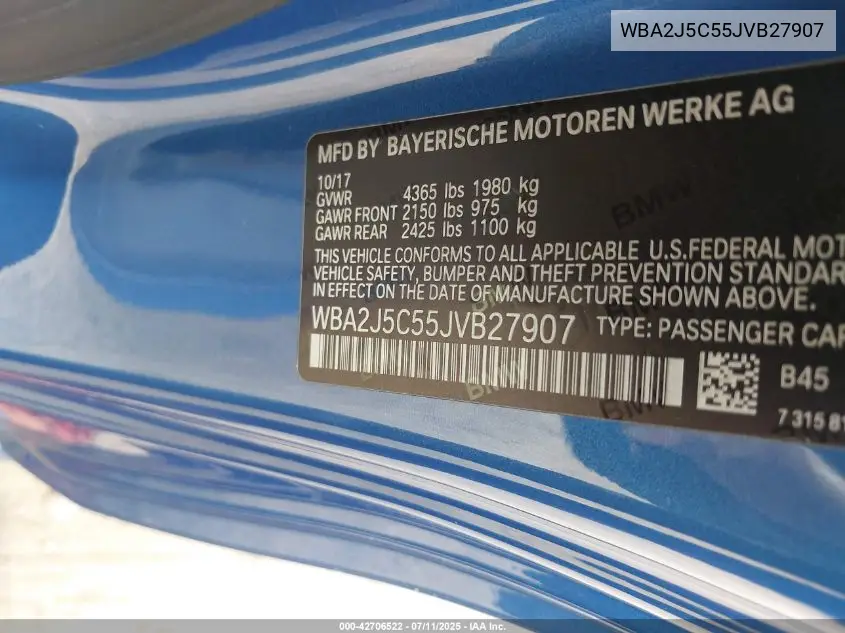 WBA2J5C55JVB27907
MFD BY BAYERISCHE MOTOREN WERKE AG
10/17
GVWR 4365 lbs 1980 kg
GAWR FRONT 2150 lbs 975 kg
GAWR REAR 2425 lbs 1100 kg
THIS VEHICLE CONFORMS TO ALL APPLICABLE U.S.FEDERAL MOT
VEHICLE SAFETY, BUMPER AND THEFT PREVENTION STANDAR
IN EFFECT ON THE DATE OF MANUFACTURE SHOWN ABOVE.
WBA2J5C55JVB27907 TYPE: PASSENGER CAR
B45
7 315 81
000-42706522 - 07/11/2025 - IAA Inc.